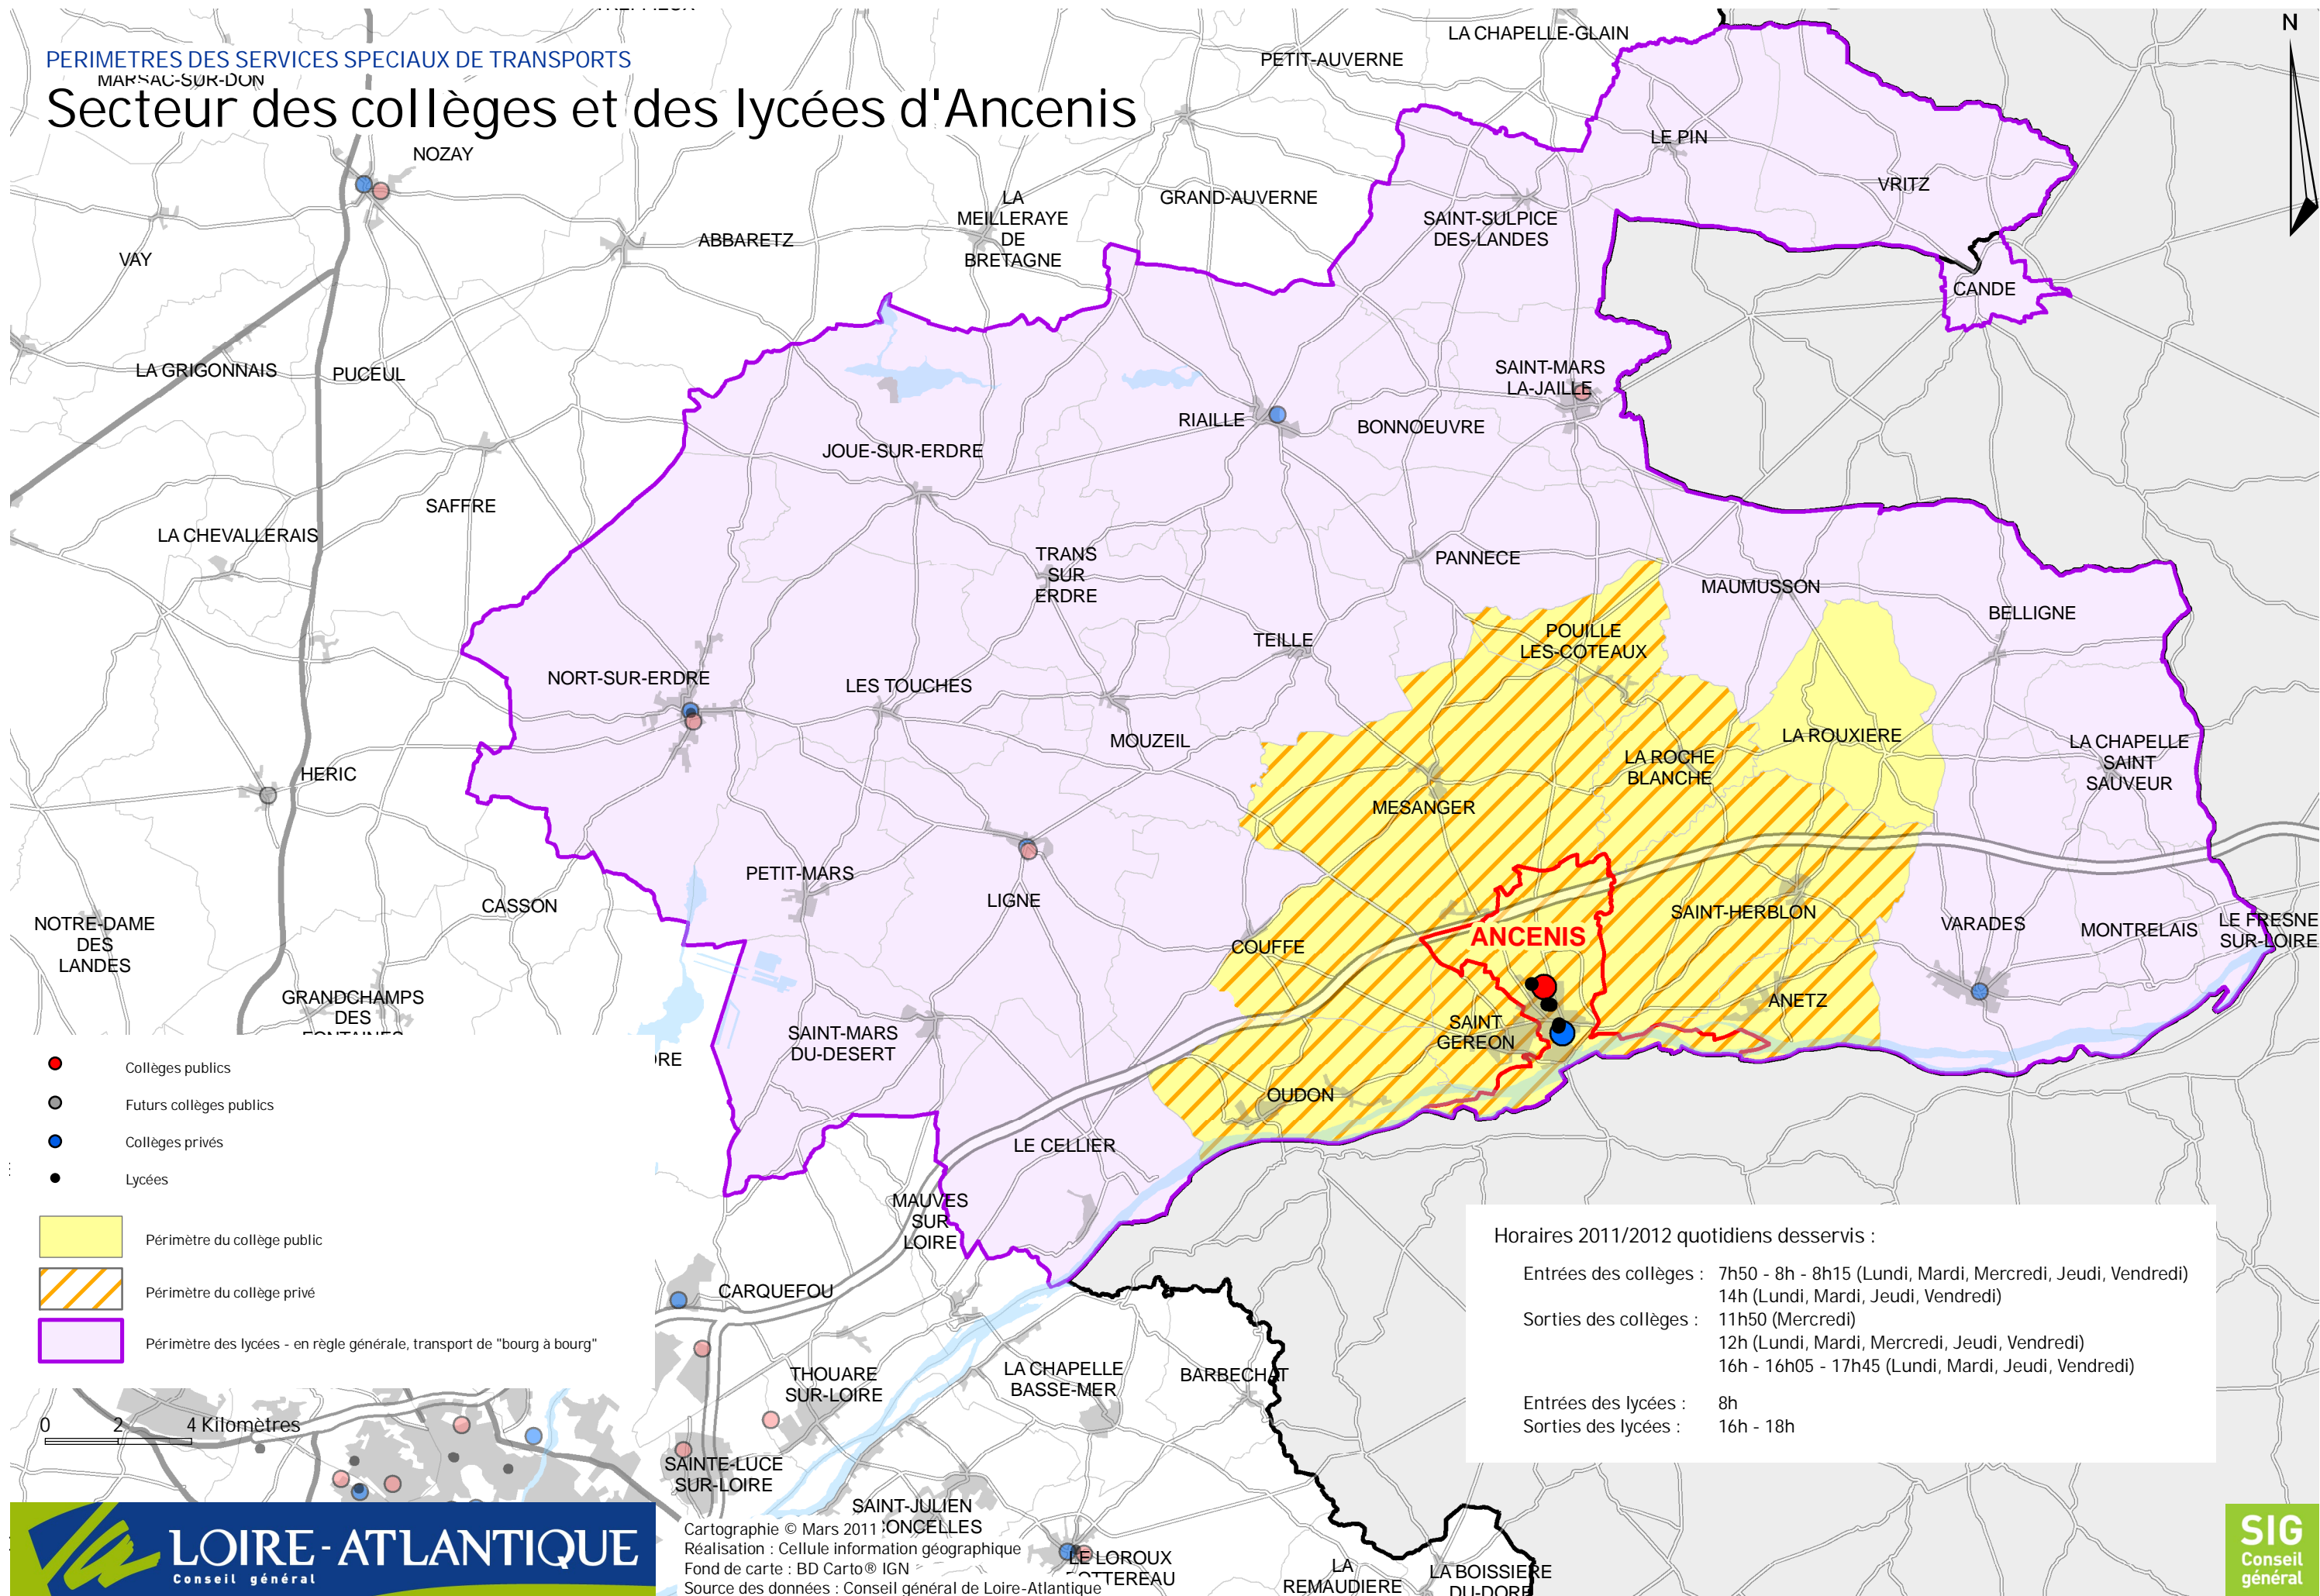 PERIMETRES DES SERVICES SPECIAUX DE TRANSPORTS
MARSAC-SUR-DON
Secteur des collèges et des lycées d'Ancenis
LA CHAPELLE-GLAIN
PETIT-AUVERNE
N
NOZAY
LE PIN
VRITZ
LA
MEILLERAYE
DE
BRETAGNE
GRAND-AUVERNE
SAINT-SULPICE
DES-LANDES
ABBARETZ
VAY
CANDE
LA GRIGONNAIS
PUCEUL
SAINT-MARS
LA-JAILLE
RIAILLE
BONNOEUVRE
JOUE-SUR-ERDRE
SAFFRE
LA CHEVALLERAIS
TRANS
SUR
ERDRE
PANNECE
MAUMUSSON
BELLIGNE
TEILLE
POUILLE
LES-COTEAUX
NORT-SUR-ERDRE
LES TOUCHES
MOUZEIL
LA ROUXIERE
LA ROCHE
BLANCHE
LA CHAPELLE
SAINT
SAUVEUR
HERIC
MESANGER
PETIT-MARS
LIGNE
CASSON
NOTRE-DAME
DES
LANDES
COUFFE
ANCENIS
SAINT-HERBLON
VARADES
MONTRELAIS
LE FRESNE
SUR-LOIRE
GRANDCHAMPS
DES
FONTAINES
SAINT-MARS
DU-DESERT
SAINT
GEREON
ANETZ
DRE
OUDON
LE CELLIER
MAUVES
SUR
LOIRE
CARQUEFOU
THOUARE
SUR-LOIRE
LA CHAPELLE
BASSE-MER
BARBECHAT
SAINTE-LUCE
SUR-LOIRE
SAINT-JULIEN
CONCELLES
LE LOROUX
BOTTEREAU
LA
REMAUDIERE
LA BOISSIERE
DU-DORE
Collèges publics
Futurs collèges publics
Collèges privés
Lycées
Périmètre du collège public
Périmètre du collège privé
Périmètre des lycées - en règle générale, transport de "bourg à bourg"
0 2 4 Kilomètres
Horaires 2011/2012 quotidiens desservis :
Entrées des collèges : 7h50 - 8h - 8h15 (Lundi, Mardi, Mercredi, Jeudi, Vendredi)
14h (Lundi, Mardi, Jeudi, Vendredi)
Sorties des collèges : 11h50 (Mercredi)
12h (Lundi, Mardi, Mercredi, Jeudi, Vendredi)
16h - 16h05 - 17h45 (Lundi, Mardi, Jeudi, Vendredi)
Entrées des lycées : 8h
Sorties des lycées : 16h - 18h
LOIRE-ATLANTIQUE
Conseil général
Cartographie © Mars 2011
Réalisation : Cellule information géographique
Fond de carte : BD Carto® IGN
Source des données : Conseil général de Loire-Atlantique
SIG
Conseil
général